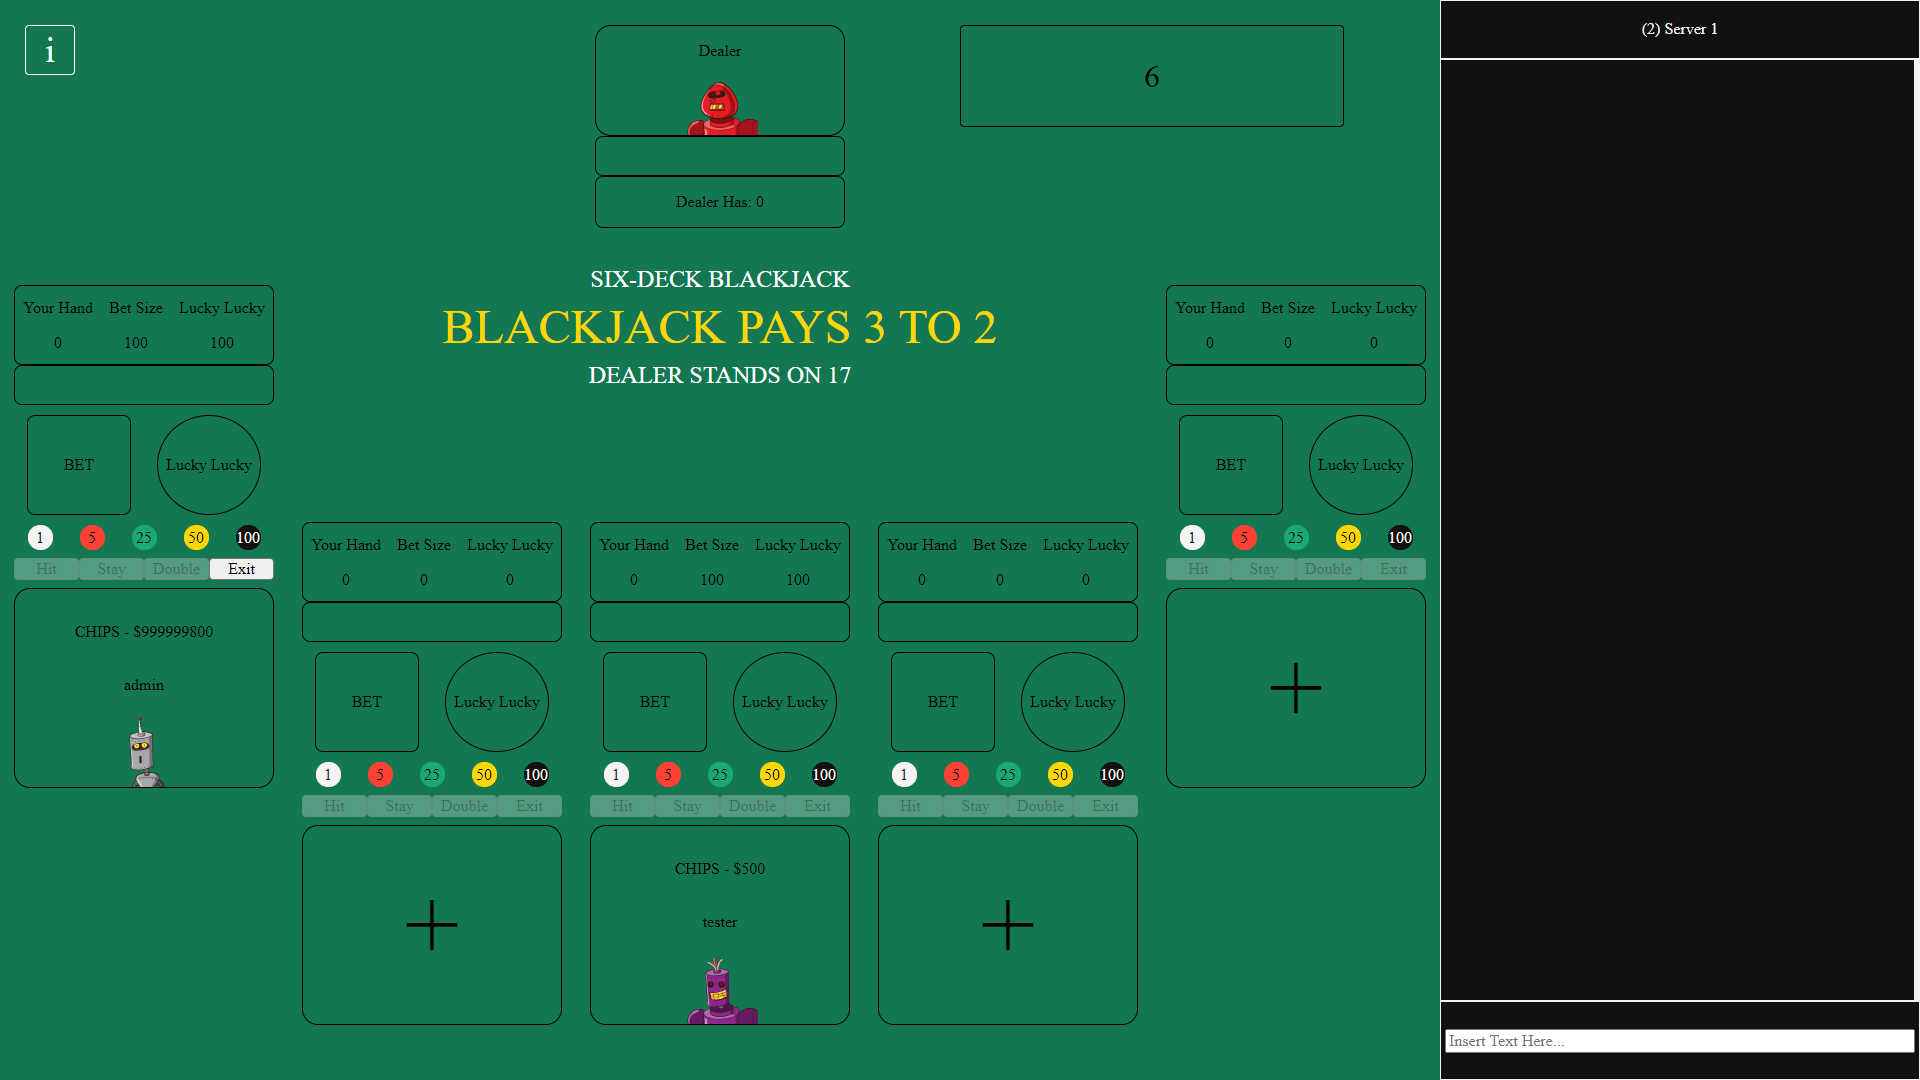 i
Dealer
6
(2) Server 1
Dealer Has: 0
SIX-DECK BLACKJACK
BLACKJACK PAYS 3 TO 2
DEALER STANDS ON 17
Your Hand Bet Size Lucky Lucky
0 100 100
BET Lucky Lucky
1 5 25 50 100
Hit Stay Double Exit
CHIPS - $999999800
admin
Your Hand Bet Size Lucky Lucky
0 0 0
BET Lucky Lucky
1 5 25 50 100
Hit Stay Double Exit
Your Hand Bet Size Lucky Lucky
0 100 100
BET Lucky Lucky
1 5 25 50 100
Hit Stay Double Exit
CHIPS - $500
tester
Your Hand Bet Size Lucky Lucky
0 0 0
BET Lucky Lucky
1 5 25 50 100
Hit Stay Double Exit
Your Hand Bet Size Lucky Lucky
0 0 0
BET Lucky Lucky
1 5 25 50 100
Hit Stay Double Exit
Insert Text Here...